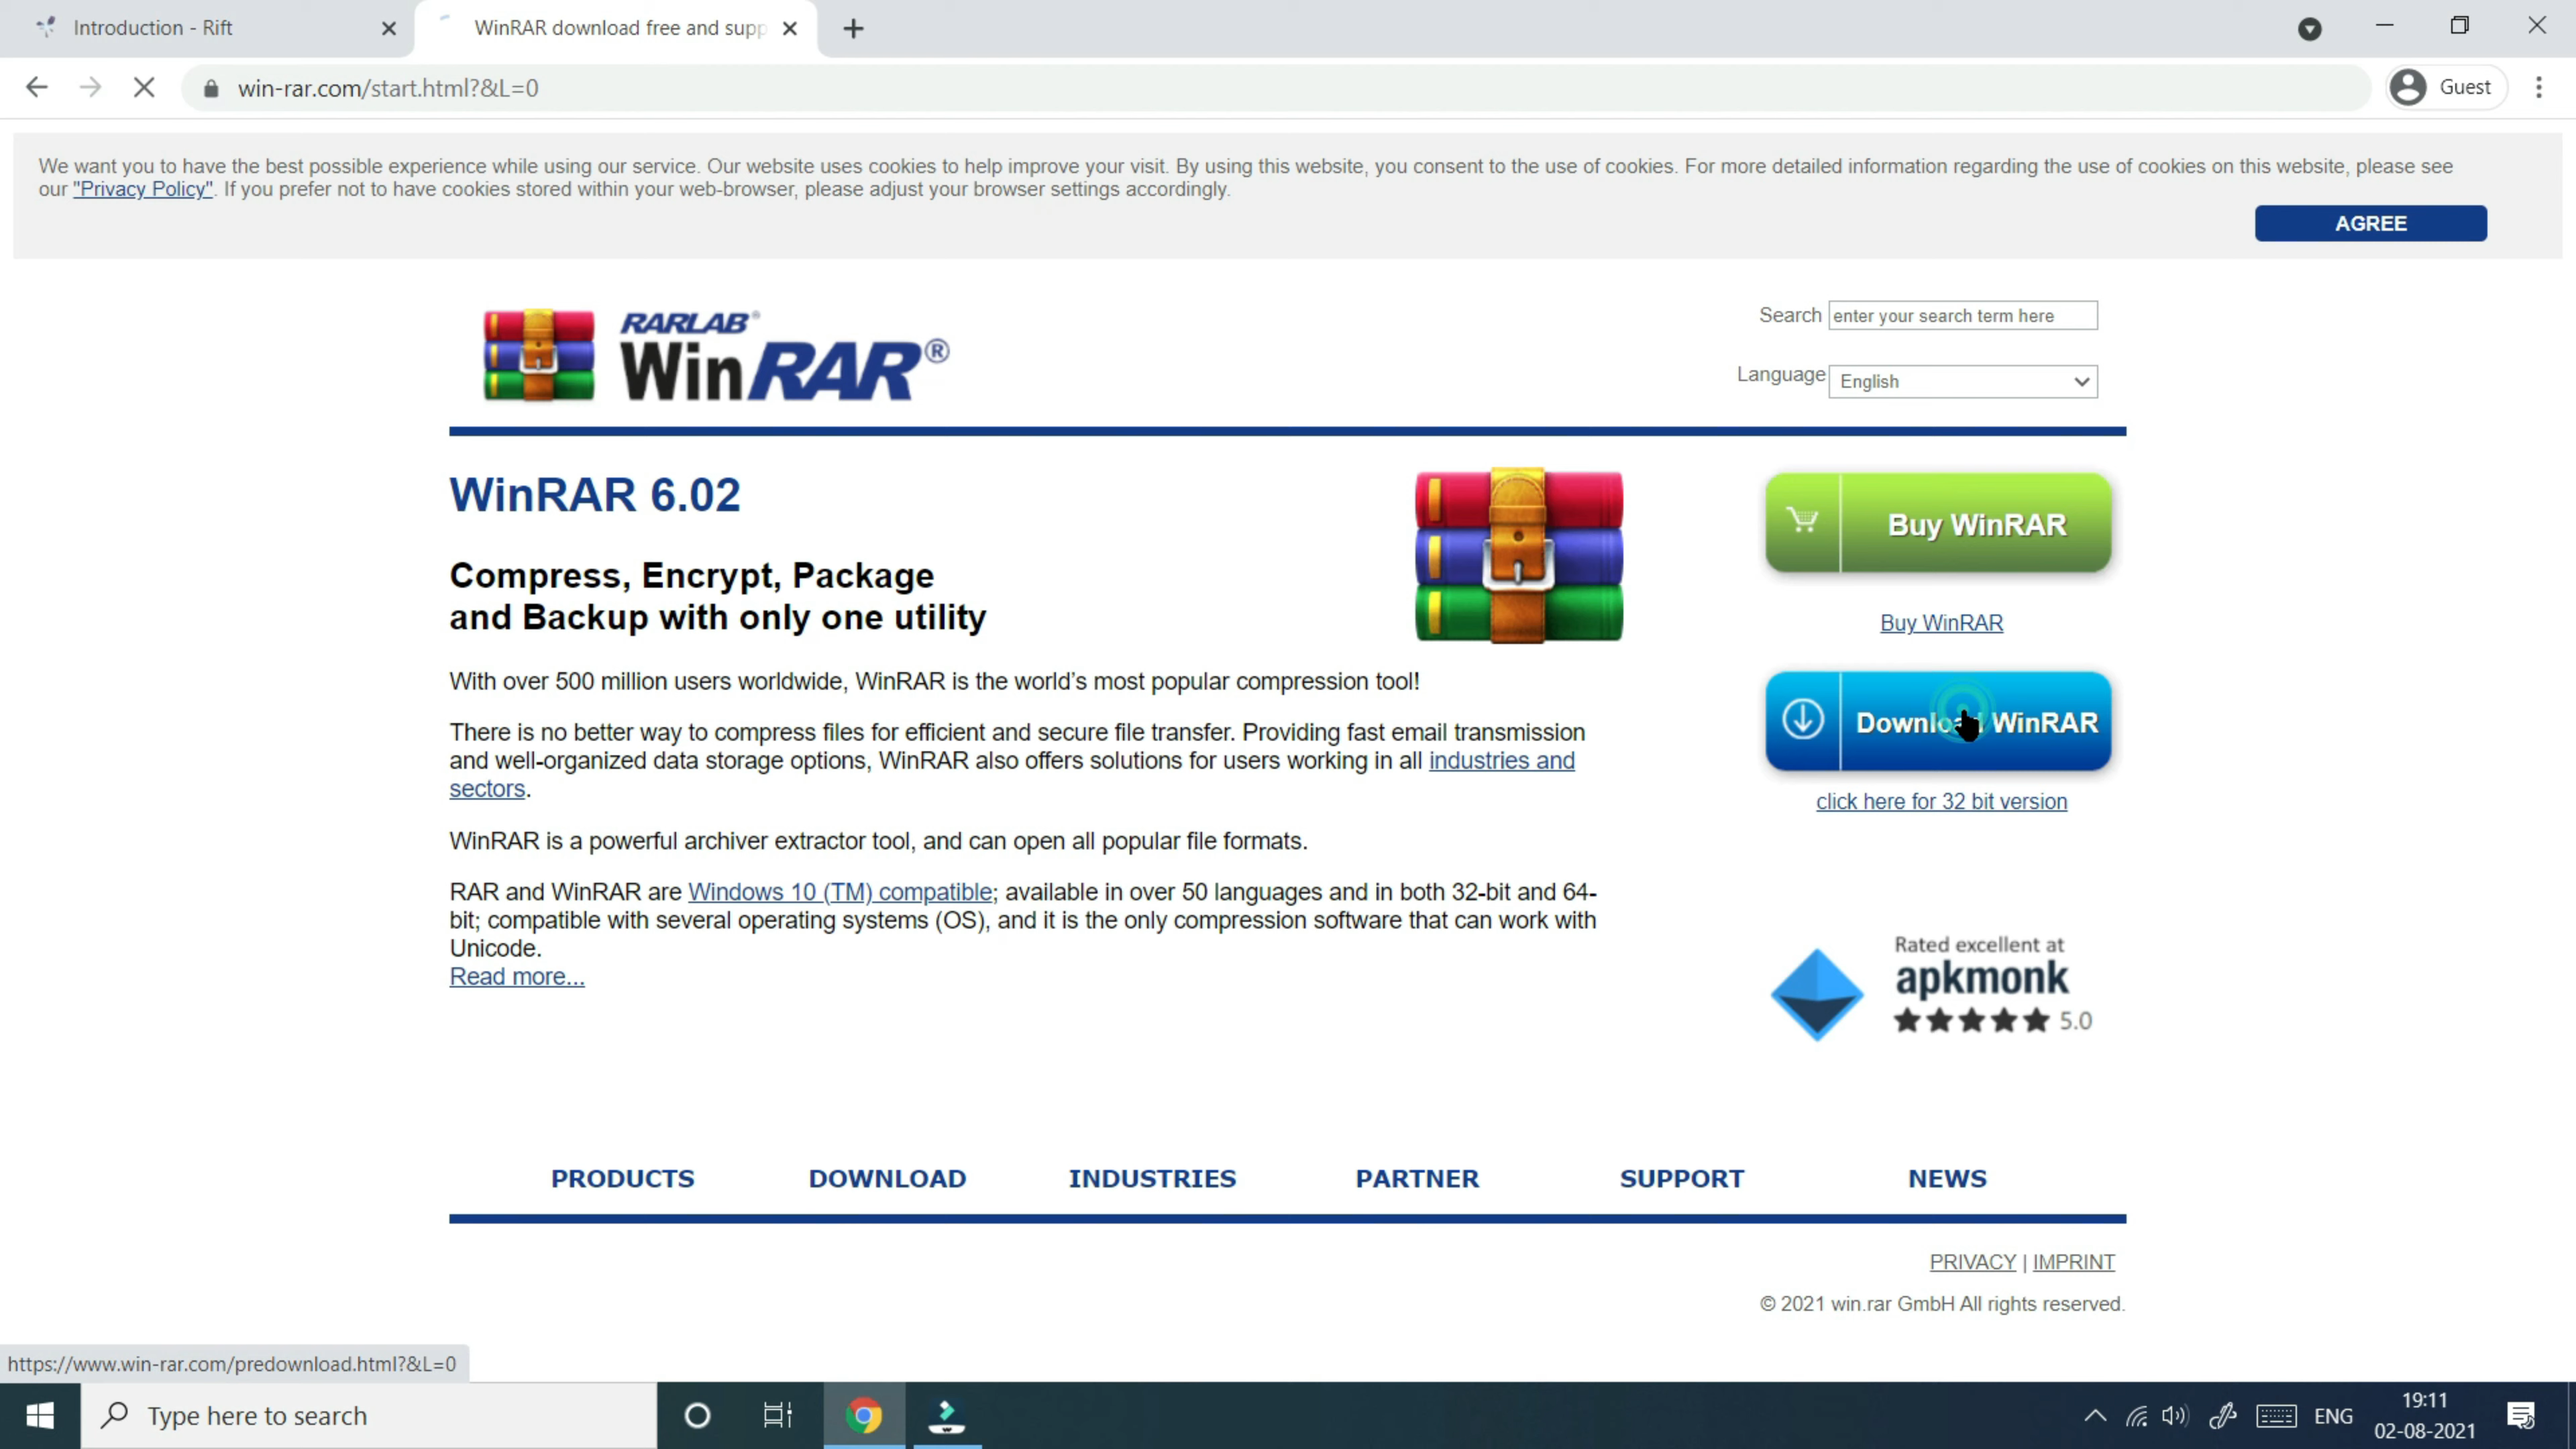 Introduction - Rift
WinRAR download free and supp
win-rar.com/start.html?&L=0
Guest
We want you to have the best possible experience while using our service. Our website uses cookies to help improve your visit. By using this website, you consent to the use of cookies. For more detailed information regarding the use of cookies on this website, please see
our "Privacy Policy". If you prefer not to have cookies stored within your web-browser, please adjust your browser settings accordingly.
AGREE
RARLAB®
WinRAR®
Search enter your search term here
Language English
WinRAR 6.02
Compress, Encrypt, Package
and Backup with only one utility
With over 500 million users worldwide, WinRAR is the world's most popular compression tool!
There is no better way to compress files for efficient and secure file transfer. Providing fast email transmission
and well-organized data storage options, WinRAR also offers solutions for users working in all industries and
sectors.
WinRAR is a powerful archiver extractor tool, and can open all popular file formats.
RAR and WinRAR are Windows 10 (TM) compatible; available in over 50 languages and in both 32-bit and 64-
bit; compatible with several operating systems (OS), and it is the only compression software that can work with
Unicode.
Read more...
Buy WinRAR
Buy WinRAR
Download WinRAR
click here for 32 bit version
Rated excellent at
apkmonk
5.0
PRODUCTS DOWNLOAD INDUSTRIES PARTNER SUPPORT NEWS
PRIVACY | IMPRINT
© 2021 win.rar GmbH All rights reserved.
https://www.win-rar.com/predownload.html?&L=0
Type here to search
ENG
19:11
02-08-2021